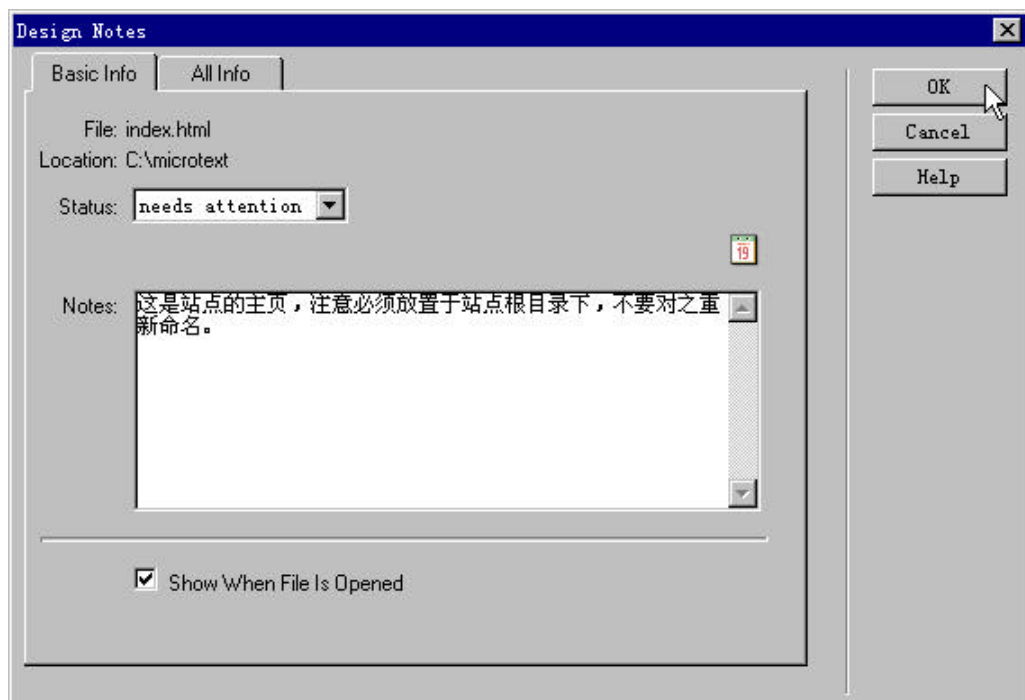 Design Notes
Basic Info
All Info
File: index.html
Location: C:\microtext
Status: needs attention
19
Notes: 这是站点的主页，注意必须放置于站点根目录下，不要对之重
新命名。
Show When File Is Opened
OK
Cancel
Help